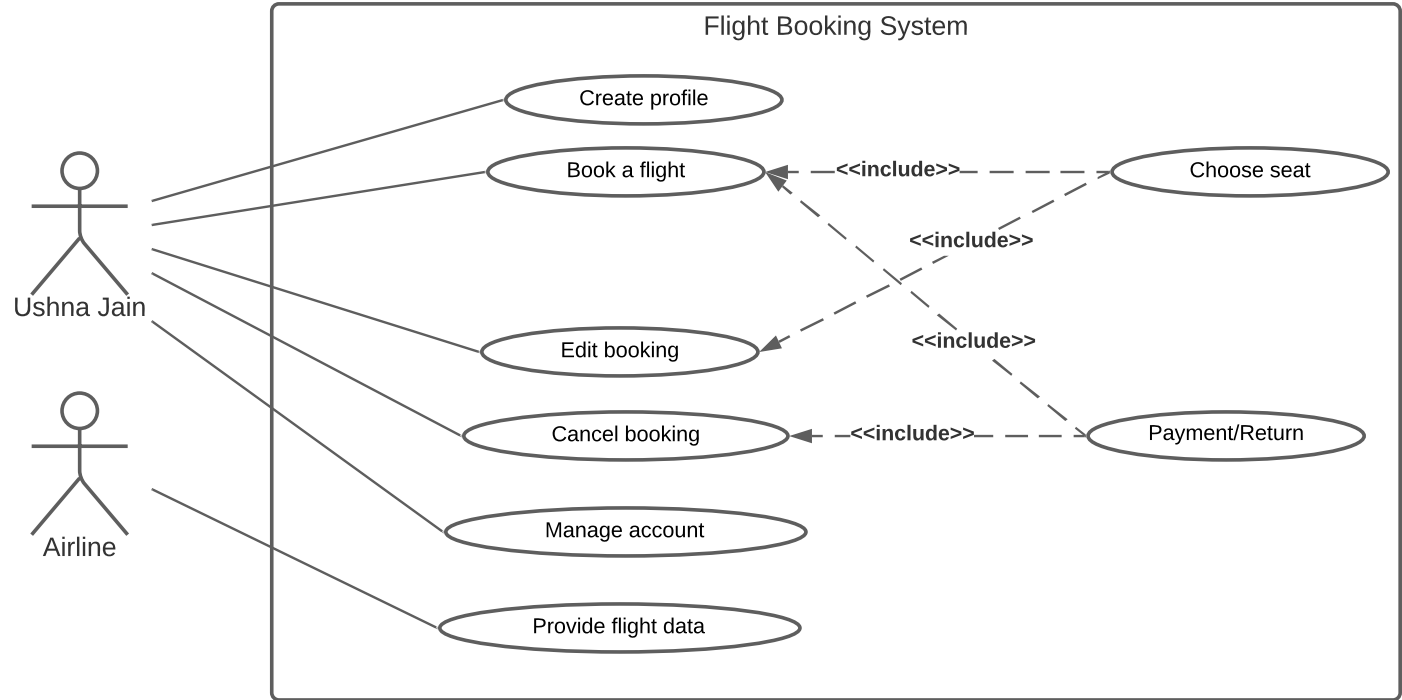 Flight Booking System
Create profile
Book a flight
<<include>>
Choose seat
<<include>>
Ushna Jain
<<include>>
Edit booking
Cancel booking
<<include>>
Payment/Return
Manage account
Airline
Provide flight data